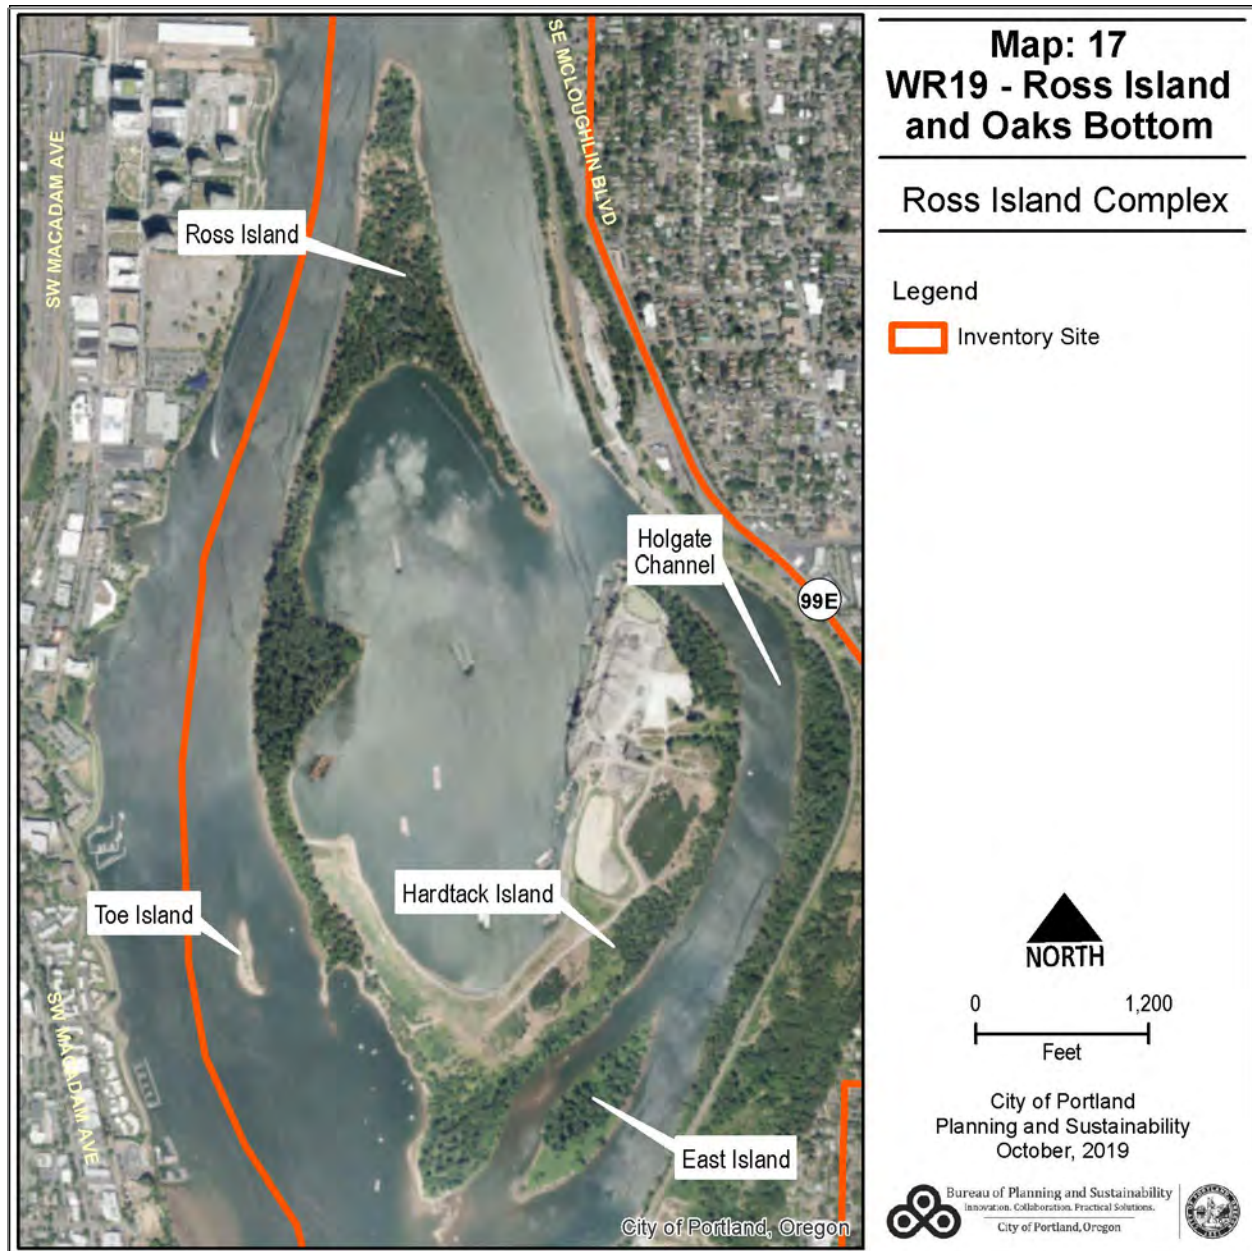 Map: 17
WR19 - Ross Island
and Oaks Bottom
Ross Island Complex
Legend
Inventory Site
SW MACADAM AVE
SE MCLOUGHLIN BLVD
Ross Island
Holgate
Channel
99E
Hardtack Island
Toe Island
SW MACADAM AVE
East Island
City of Portland, Oregon
NORTH
0 1,200
Feet
City of Portland
Planning and Sustainability
October, 2019
Bureau of Planning and Sustainability
Innovation. Collaboration. Practical Solutions.
City of Portland, Oregon